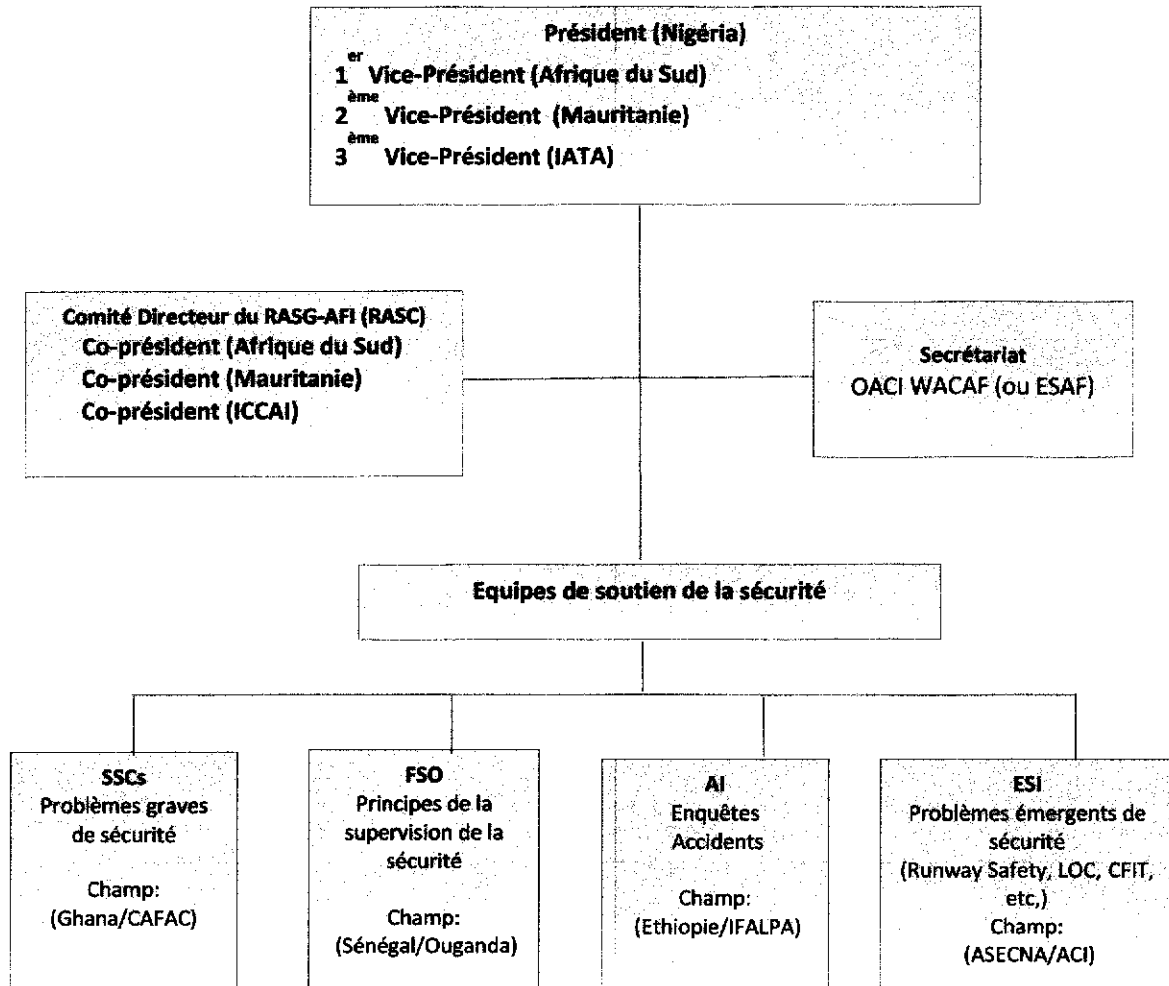 Président (Nigéria)
1er Vice-Président (Afrique du Sud)
2ème Vice-Président (Mauritanie)
3ème Vice-Président (IATA)
Comité Directeur du RASG-AFI (RASC)
Co-président (Afrique du Sud)
Co-président (Mauritanie)
Co-président (ICCAI)
Secrétariat
OACI WACAF (ou ESAF)
Equipes de soutien de la sécurité
SSCs
Problèmes graves
de sécurité
Champ:
(Ghana/CAFAC)
FSO
Principes de la
supervision de la
sécurité
Champ:
(Sénégal/Ouganda)
AI
Enquêtes
Accidents
Champ:
(Ethiopie/IFALPA)
ESI
Problèmes émergents de
sécurité
(Runway Safety, LOC, CFIT,
etc,)
Champ:
(ASECNA/ACI)